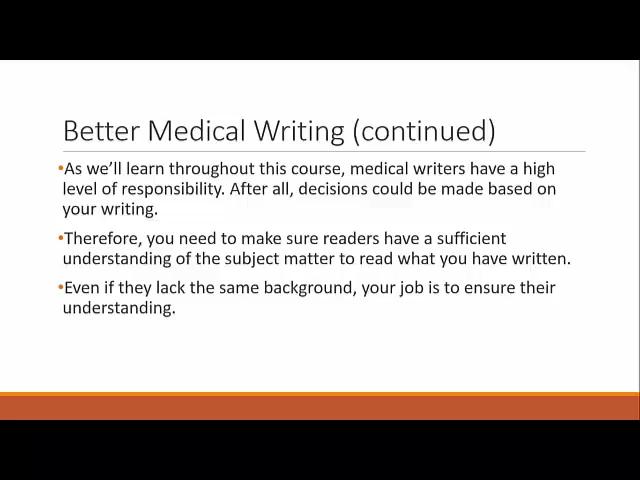 Better Medical Writing (continued)
•As we’ll learn throughout this course, medical writers have a high
level of responsibility. After all, decisions could be made based on
your writing.
•Therefore, you need to make sure readers have a sufficient
understanding of the subject matter to read what you have written.
•Even if they lack the same background, your job is to ensure their
understanding.